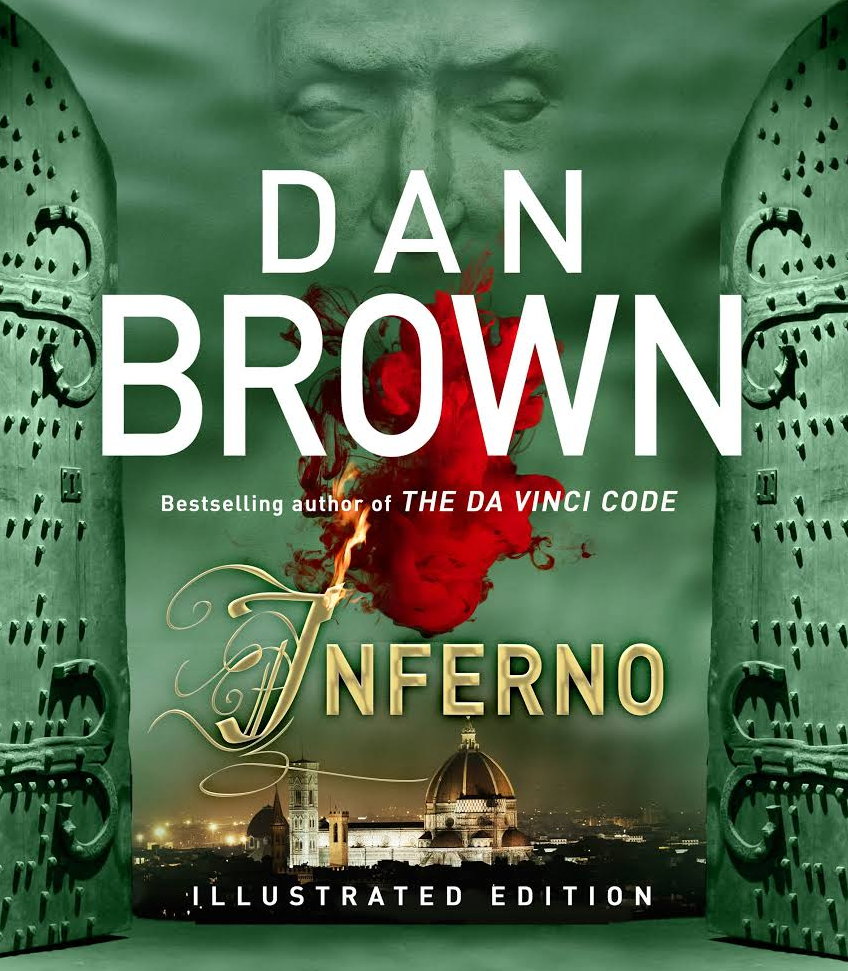 DAN
BROWN
Bestselling author of THE DA VINCI CODE
INFERNO
ILLUSTRATED EDITION